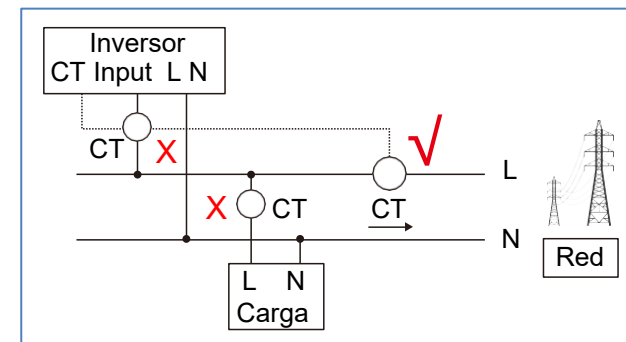 Inversor
CT Input L N
CT X
√
L
X CT
CT
N
L N
Carga
Red